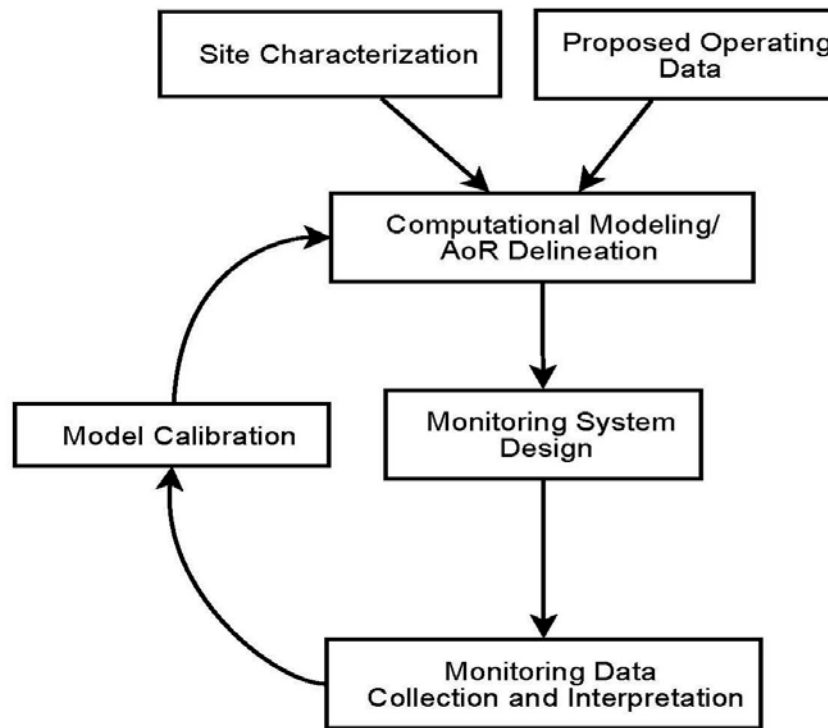 Site Characterization
Proposed Operating
Data
Computational Modeling/
AoR Delineation
Model Calibration
Monitoring System
Design
Monitoring Data
Collection and Interpretation